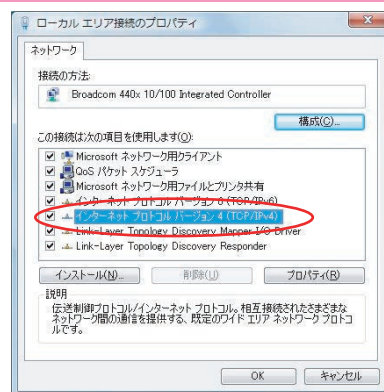 ローカル エリア接続のプロパティ
ネットワーク
接続の方法:
Broadcom 440x 10/100 Integrated Controller
構成(C)...
この接続は次の項目を使用します(O):
Microsoft ネットワーク用クライアント
QoS パケット スケジューラ
Microsoft ネットワーク用ファイルとプリンタ共有
インターネット プロトコル バージョン 6 (TCP/IPv6)
インターネット プロトコル バージョン 4 (TCP/IPv4)
Link-Layer Topology Discovery Mapper I/O Driver
Link-Layer Topology Discovery Responder
インストール(N)...
削除(U)
プロパティ(R)
説明
伝送制御プロトコル/インターネット プロトコル。相互接続されたさまざまな
ネットワーク間の通信を提供する、既定のワイド エリア ネットワーク プロトコ
ルです。
OK
キャンセル